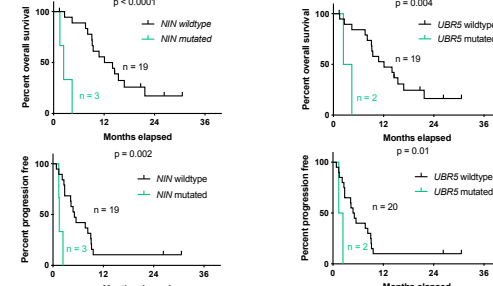 p < 0.0001
Percent overall survival
100
50
0
NIN wildtype
NIN mutated
n = 19
n = 3
0 12 24 36
Months elapsed
p = 0.004
Percent overall survival
100
50
0
UBR5 wildtype
UBR5 mutated
n = 19
n = 2
0 12 24 36
Months elapsed
p = 0.002
Percent progression free
100
50
0
NIN wildtype
NIN mutated
n = 19
n = 3
0 12 24 36
Months elapsed
p = 0.01
Percent progression free
100
50
0
UBR5 wildtype
UBR5 mutated
n = 20
n = 2
0 12 24 36
Months elapsed